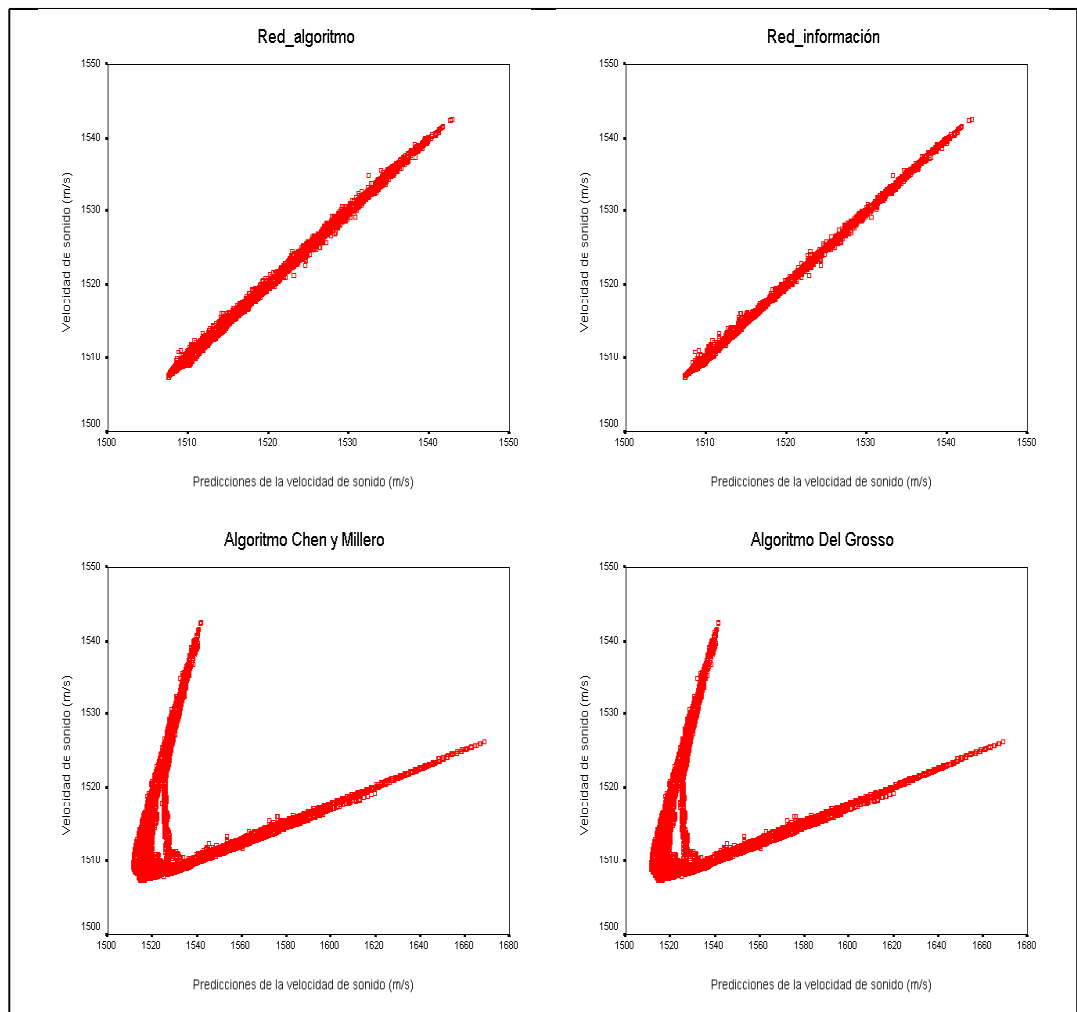 Red_algoritmo
Velocidad de sonido (m/s)
1550
1540
1530
1520
1510
1500
1500 1510 1520 1530 1540 1550
Predicciones de la velocidad de sonido (m/s)
Red_información
Velocidad de sonido (m/s)
1550
1540
1530
1520
1510
1500
1500 1510 1520 1530 1540 1550
Predicciones de la velocidad de sonido (m/s)
Algoritmo Chen y Millero
Velocidad de sonido (m/s)
1550
1540
1530
1520
1510
1500
1500 1520 1540 1560 1580 1600 1620 1640 1660 1680
Predicciones de la velocidad de sonido (m/s)
Algoritmo Del Grosso
Velocidad de sonido (m/s)
1550
1540
1530
1520
1510
1500
1500 1520 1540 1560 1580 1600 1620 1640 1660 1680
Predicciones de la velocidad de sonido (m/s)